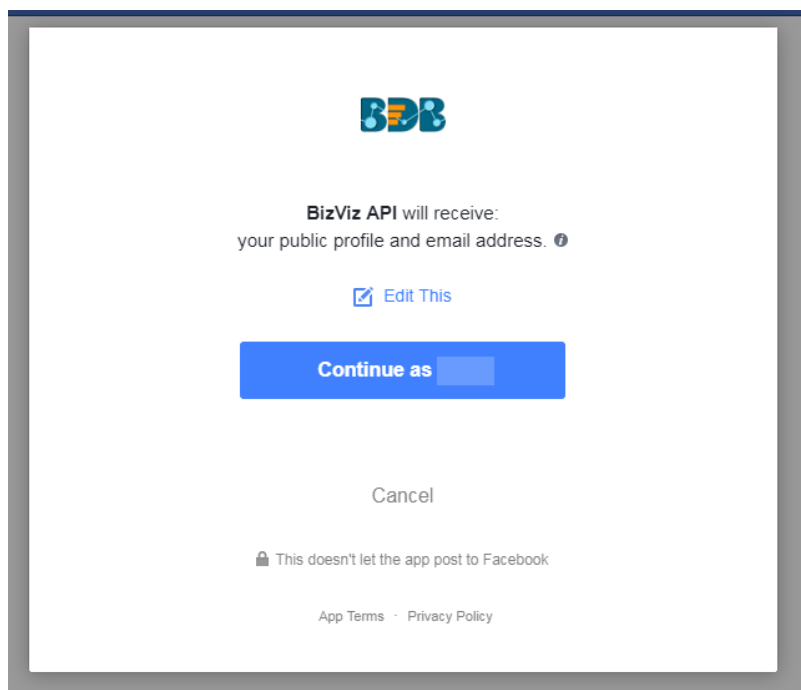 BDB
BizViz API will receive:
your public profile and email address.
Edit This
Continue as
Cancel
This doesn't let the app post to Facebook
App Terms · Privacy Policy